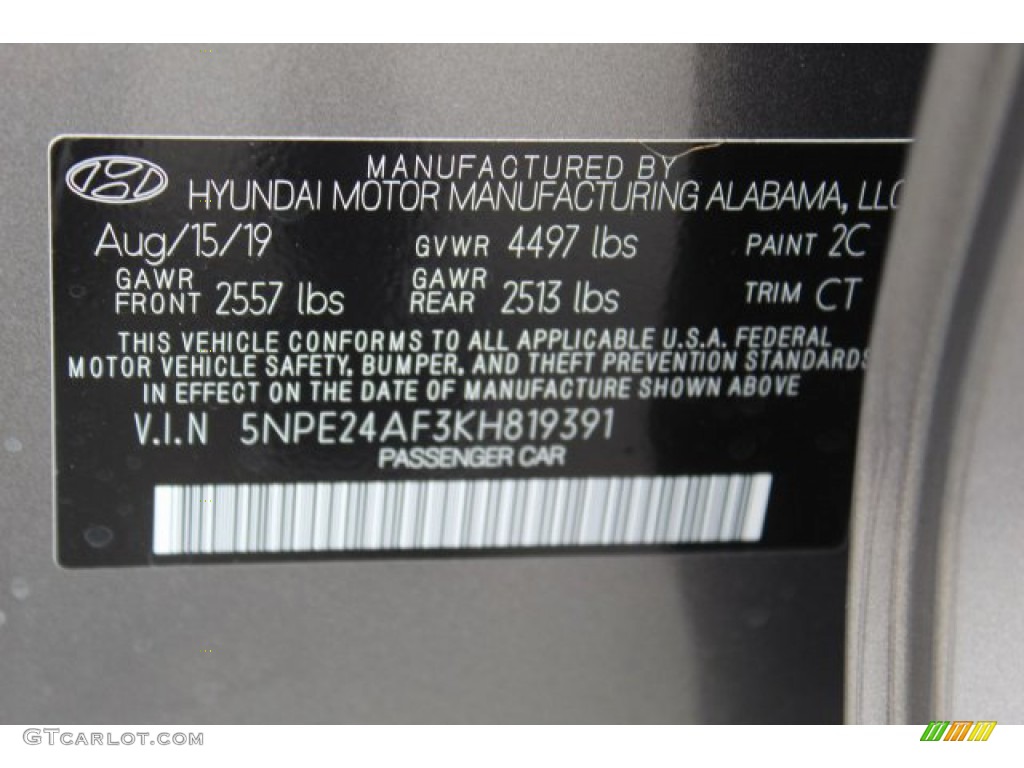 MANUFACTURED BY
HYUNDAI MOTOR MANUFACTURING ALABAMA, LLC
Aug/15/19 GVWR 4497 lbs PAINT 2C
GAWR FRONT 2557 lbs GAWR REAR 2513 lbs TRIM CT
THIS VEHICLE CONFORMS TO ALL APPLICABLE U.S.A. FEDERAL
MOTOR VEHICLE SAFETY, BUMPER, AND THEFT PREVENTION STANDARDS
IN EFFECT ON THE DATE OF MANUFACTURE SHOWN ABOVE
V.I.N 5NPE24AF3KH819391
PASSENGER CAR
GTCARLOT.COM